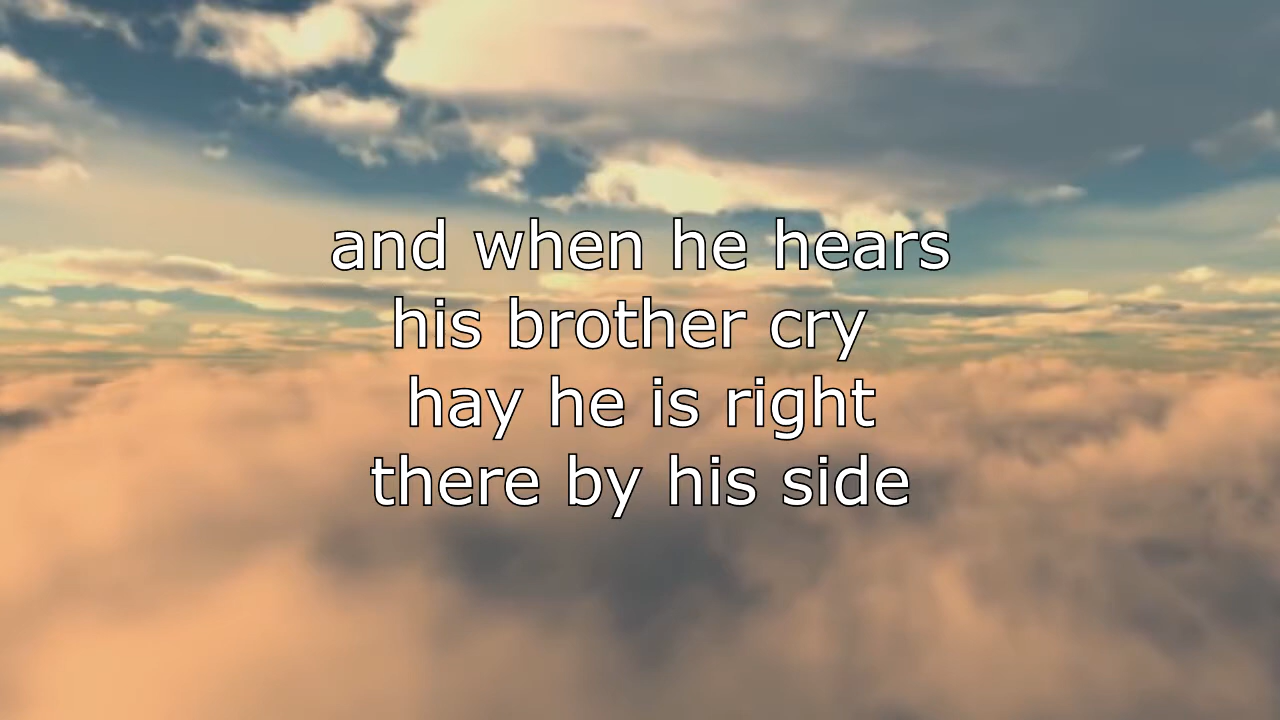 and when he hears
his brother cry
hay he is right
there by his side